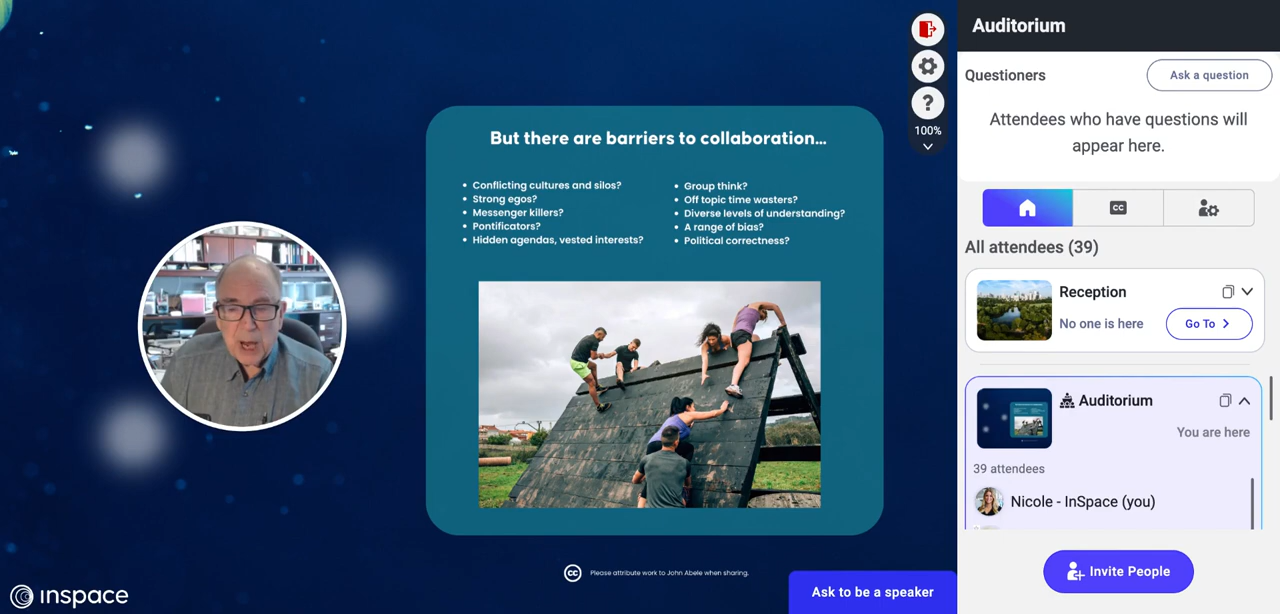 But there are barriers to collaboration...
• Conflicting cultures and silos?
• Strong egos?
• Messenger killers?
• Pontificators?
• Hidden agendas, vested interests?
• Group think?
• Off topic time wasters?
• Diverse levels of understanding?
• A range of bias?
• Political correctness?
CC Please attribute work to John Abele when sharing.
inspace
?
100%
Ask to be a speaker
Auditorium
Questioners
Ask a question
Attendees who have questions will
appear here.
CC
All attendees (39)
Reception
No one is here
Go To
Auditorium
You are here
39 attendees
Nicole - InSpace (you)
Invite People